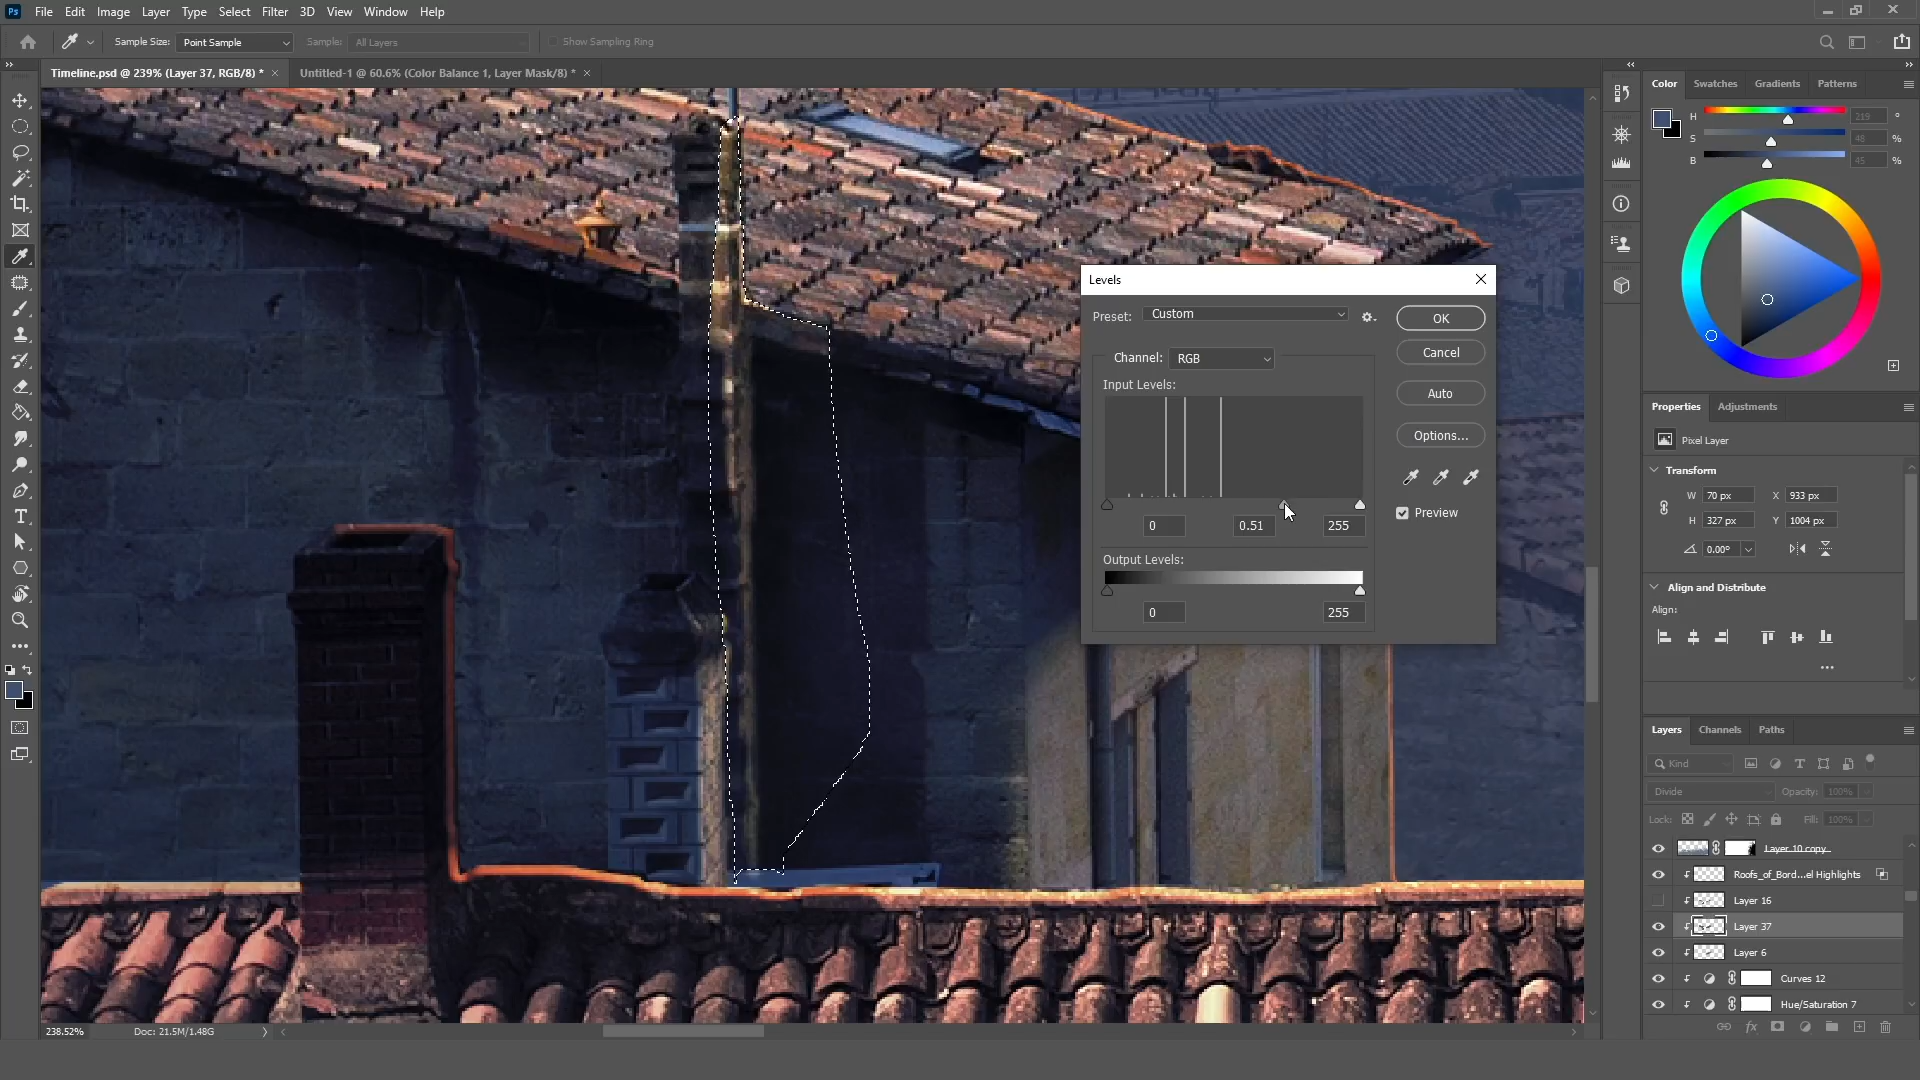 Ps File Edit Image Layer Type Select Filter 3D View Window Help
Sample Size: Point Sample Sample: All Layers Show Sampling Ring
Timeline.psd @ 239% (Layer 37, RGB/8) * Untitled-1 @ 60.6% (Color Balance 1, Layer Mask/8) *
Color Swatches Gradients Patterns
H 219 °
S 48 %
B 45 %
Levels
Preset: Custom
OK
Channel: RGB
Cancel
Input Levels:
Auto
Options...
Preview
0 0.51 255
Output Levels:
0 255
Properties Adjustments
Pixel Layer
Transform
W 70 px X 933 px
H 327 px Y 1004 px
0.00°
Align and Distribute
Align:
Layers Channels Paths
Kind
Divide Opacity: 100%
Lock: Fill: 100%
Layer 10 copy
Roofs_of_Bord...el Highlights
Layer 16
Layer 37
Layer 6
Curves 12
Hue/Saturation 7
238.52% Doc: 21.5M/1.48G